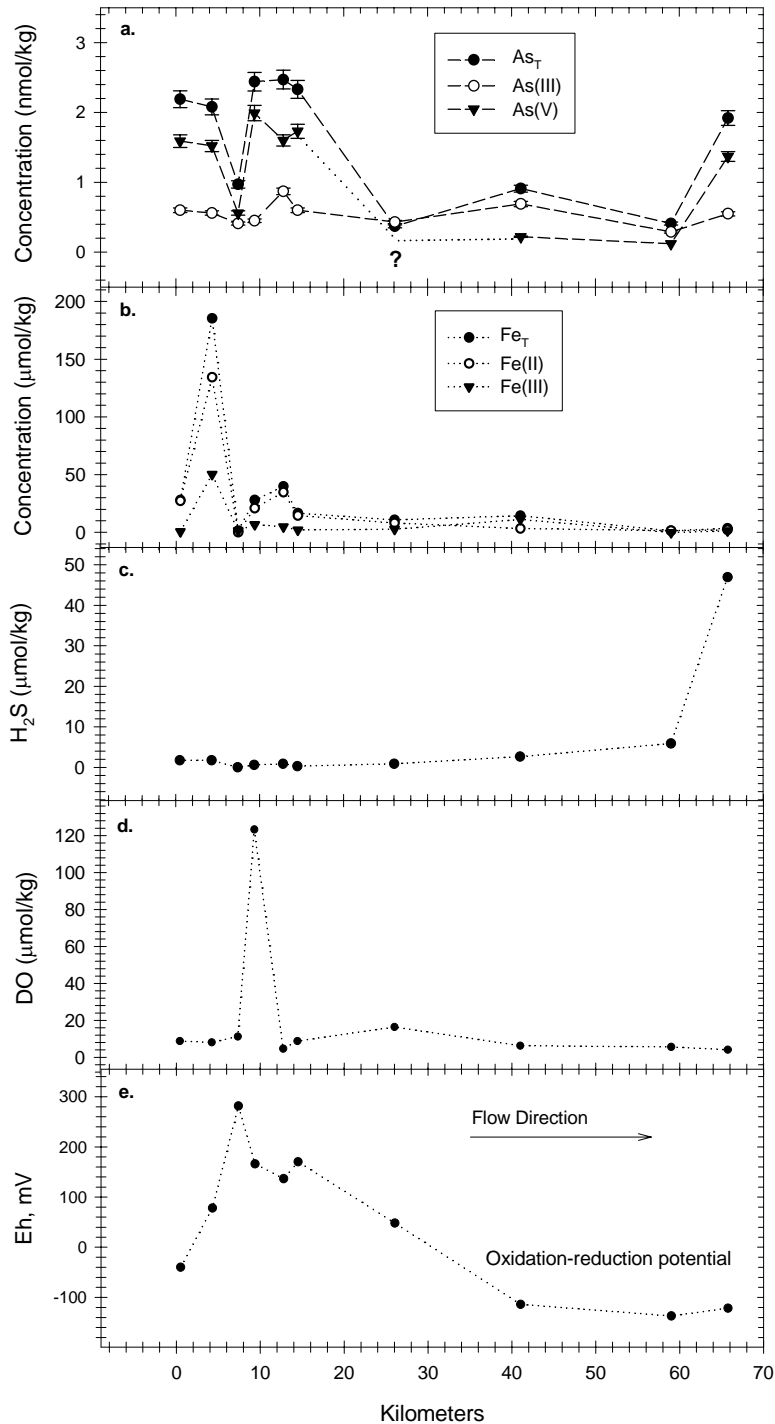 a.
Concentration (nmol/kg)
3
2
1
0
As_T
As(III)
As(V)
?
b.
Concentration (μmol/kg)
200
150
100
50
0
Fe_T
Fe(II)
Fe(III)
c.
H₂S (μmol/kg)
50
40
30
20
10
0
d.
DO (μmol/kg)
120
100
80
60
40
20
0
e.
Eh, mV
300
200
100
0
-100
Flow Direction
Oxidation-reduction potential
0 10 20 30 40 50 60 70
Kilometers